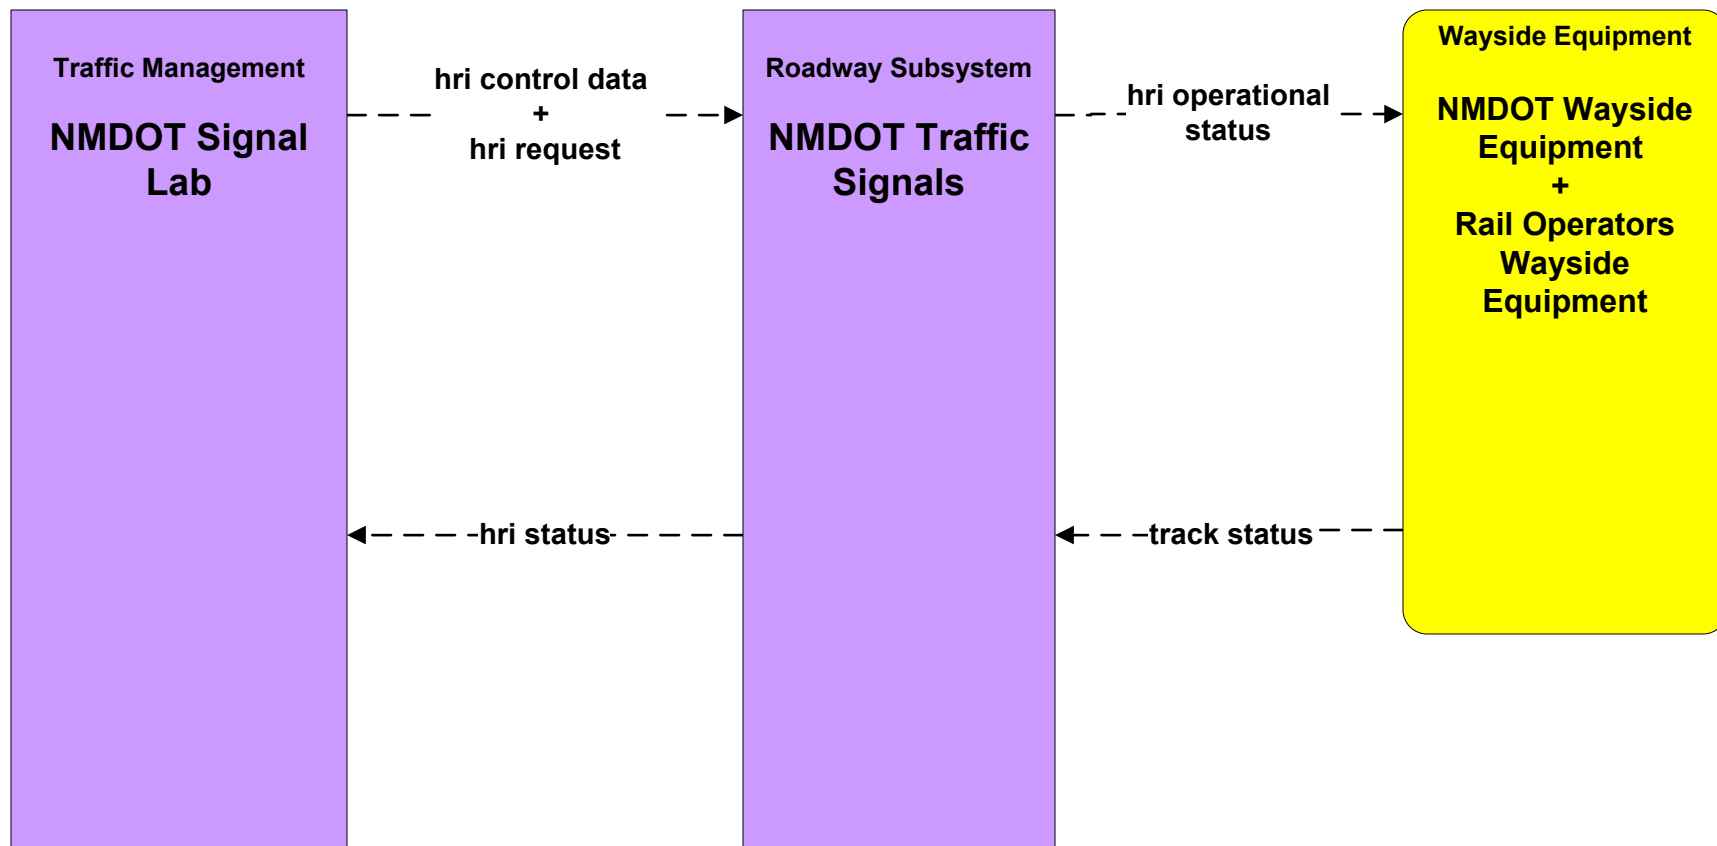 Traffic Management
NMDOT Signal
Lab
hri control data
+
hri request
Roadway Subsystem
NMDOT Traffic
Signals
hri operational
status
Wayside Equipment
NMDOT Wayside
Equipment
+
Rail Operators
Wayside
Equipment
hri status
track status